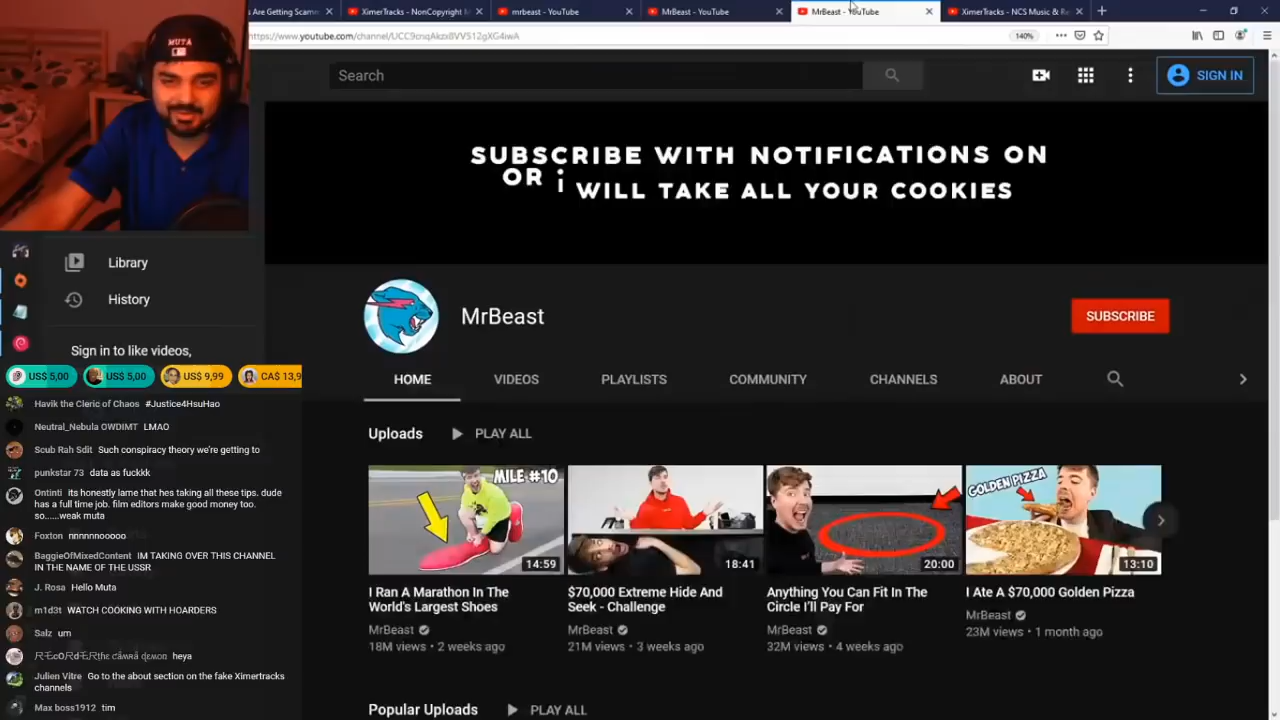 s Are Getting Scamm
XimerTracks - NonCopyright M
mrbeast - YouTube
MrBeast - YouTube
MrBeast - YouTube
XimerTracks - NCS Music & Re
https://www.youtube.com/channel/UCC9cnqAkzx8VV512gXG4iwA
140%
MUTA
Search
SIGN IN
SUBSCRIBE WITH NOTIFICATIONS ON
OR i WILL TAKE ALL YOUR COOKIES
Library
History
Sign in to like videos,
MrBeast
SUBSCRIBE
HOME
VIDEOS
PLAYLISTS
COMMUNITY
CHANNELS
ABOUT
US$ 5,00
US$ 5,00
US$ 9,99
CA$ 13,9
Havik the Cleric of Chaos #Justice4HsuHao
Neutral_Nebula OWDIMT LMAO
Scub Rah Sdit Such conspiracy theory we're getting to
punkstar 73 data as fuckkk
Ontinti its honestly lame that hes taking all these tips. dude
has a full time job. film editors make good money too.
so......weak muta
Foxton nnnnnnooooo
BaggieOfMixedContent IM TAKING OVER THIS CHANNEL
IN THE NAME OF THE USSR
J. Rosa Hello Muta
m1d3t WATCH COOKING WITH HOARDERS
Salz um
heya
Julien Vitre Go to the about section on the fake Ximertracks
channels
Max boss1912 tim
Uploads
PLAY ALL
MILE #10
14:59
18:41
20:00
GOLDEN PIZZA
13:10
I Ran A Marathon In The
World's Largest Shoes
MrBeast
18M views • 2 weeks ago
$70,000 Extreme Hide And
Seek - Challenge
MrBeast
21M views • 3 weeks ago
Anything You Can Fit In The
Circle I'll Pay For
MrBeast
32M views • 4 weeks ago
I Ate A $70,000 Golden Pizza
MrBeast
23M views • 1 month ago
Popular Uploads
PLAY ALL